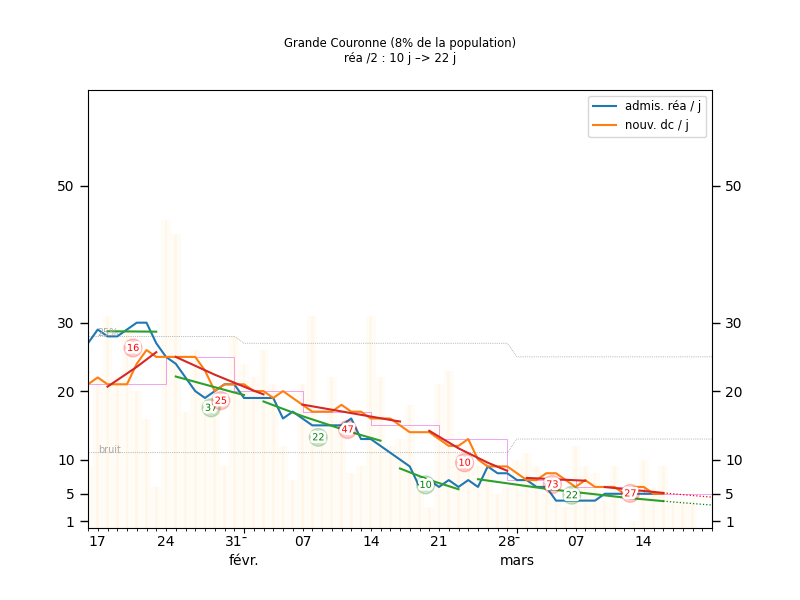 Grande Couronne (8% de la population)
réa /2 : 10 j –> 22 j
admis. réa / j
nouv. dc / j
50 50
30 30
25%
16
20 20
37 25
22 47
bruit
10 10
10
10
73 22 27
5 5
1 1
17 24 31 07 14 21 28 07 14
févr. mars